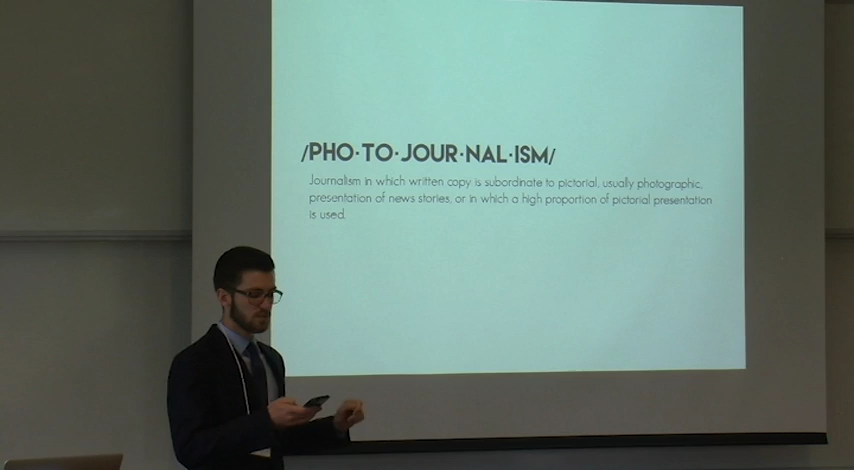 /PHO·TO·JOUR·NAL·ISM/
Journalism in which written copy is subordinate to pictorial, usually photographic,
presentation of news stories, or in which a high proportion of pictorial presentation
is used.